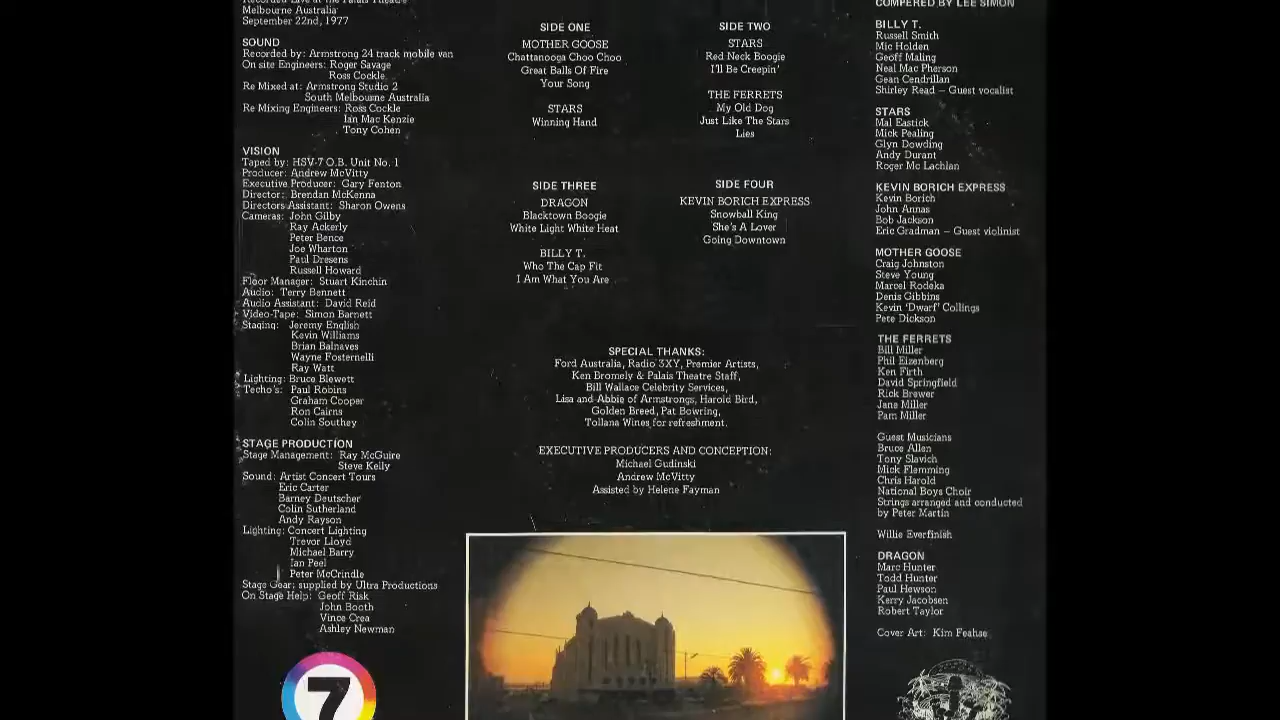 Recorded Live at the Palais Theatre
Melbourne Australia
September 22nd, 1977
SOUND
Recorded by: Armstrong 24 track mobile van
On site Engineers: Roger Savage
Ross Cockle
Re Mixed at: Armstrong Studio 2
South Melbourne Australia
Re Mixing Engineers: Ross Cockle
Ian Mac Kenzie
Tony Cohen
VISION
Taped by: HSV-7 O.B. Unit No. 1
Producer: Andrew McVitty
Executive Producer: Gary Fenton
Director: Brendan McKenna
Directors Assistant: Sharon Owens
Cameras: John Gilby
Ray Ackerly
Peter Bence
Joe Wharton
Paul Dresens
Russell Howard
Floor Manager: Stuart Kinchin
Audio: Terry Bennett
Audio Assistant: David Reid
Video-Tape: Simon Barnett
Staging: Jeremy English
Kevin Williams
Brian Balnaves
Wayne Fosternelli
Ray Watt
Lighting: Bruce Blewett
Techo's: Paul Robins
Graham Cooper
Ron Cairns
Colin Southey
STAGE PRODUCTION
Stage Management: Ray McGuire
Steve Kelly
Sound: Artist Concert Tours
Eric Carter
Barney Deutscher
Colin Sutherland
Andy Rayson
Lighting: Concert Lighting
Trevor Lloyd
Michael Barry
Ian Peel
Peter McCrindle
Stage Gear: supplied by Ultra Productions
On Stage Help: Geoff Risk
John Booth
Vince Crea
Ashley Newman
7
SIDE ONE
MOTHER GOOSE
Chattanooga Choo Choo
Great Balls Of Fire
Your Song
STARS
Winning Hand
SIDE TWO
STARS
Red Neck Boogie
I'll Be Creepin'
THE FERRETS
My Old Dog
Just Like The Stars
Lies
SIDE THREE
DRAGON
Blacktown Boogie
White Light White Heat
BILLY T.
Who The Cap Fit
I Am What You Are
SIDE FOUR
KEVIN BORICH EXPRESS
Snowball King
She's A Lover
Going Downtown
SPECIAL THANKS:
Ford Australia, Radio 3XY, Premier Artists,
Ken Bromely & Palais Theatre Staff,
Bill Wallace Celebrity Services,
Lisa and Abbie of Armstrongs, Harold Bird,
Golden Breed, Pat Bowring,
Tollana Wines for refreshment.
EXECUTIVE PRODUCERS AND CONCEPTION:
Michael Gudinski
Andrew McVitty
Assisted by Helene Fayman
COMPERED BY LEE SIMON
BILLY T.
Russell Smith
Mic Holden
Geoff Maling
Neal Mac Pherson
Gean Cendrillan
Shirley Read – Guest vocalist
STARS
Mal Eastick
Mick Pealing
Glyn Dowding
Andy Durant
Roger Mc Lachlan
KEVIN BORICH EXPRESS
Kevin Borich
John Annas
Bob Jackson
Eric Gradman – Guest violinist
MOTHER GOOSE
Craig Johnston
Steve Young
Marcel Rodeka
Denis Gibbins
Kevin 'Dwarf' Collings
Pete Dickson
THE FERRETS
Bill Miller
Phil Eizenberg
Ken Firth
David Springfield
Rick Brewer
Jane Miller
Pam Miller
Guest Musicians
Bruce Allen
Tony Slavich
Mick Flemming
Chris Harold
National Boys Choir
Strings arranged and conducted
by Peter Martin
Willie Everfinish
DRAGON
Marc Hunter
Todd Hunter
Paul Hewson
Kerry Jacobsen
Robert Taylor
Cover Art: Kim Feahse